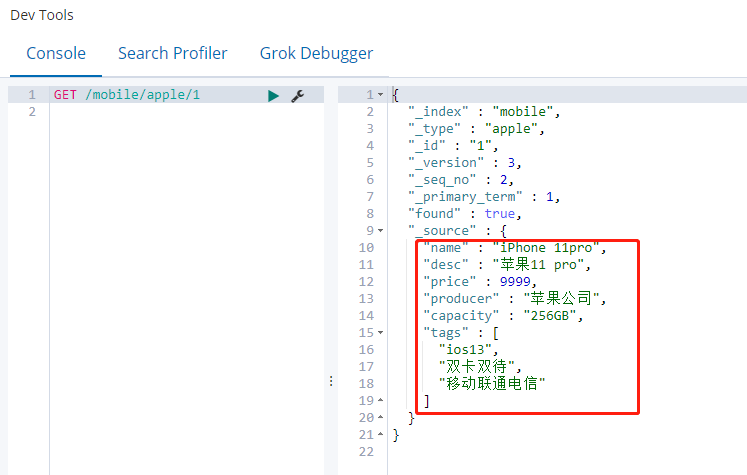 Dev Tools
Console Search Profiler Grok Debugger
1 GET /mobile/apple/1
2
1 {
2 "_index" : "mobile",
3 "_type" : "apple",
4 "_id" : "1",
5 "_version" : 3,
6 "_seq_no" : 2,
7 "_primary_term" : 1,
8 "found" : true,
9 "_source" : {
10 "name" : "iPhone 11pro",
11 "desc" : "苹果11 pro",
12 "price" : 9999,
13 "producer" : "苹果公司",
14 "capacity" : "256GB",
15 "tags" : [
16 "ios13",
17 "双卡双待",
18 "移动联通电信"
19 ]
20 }
21 }
22